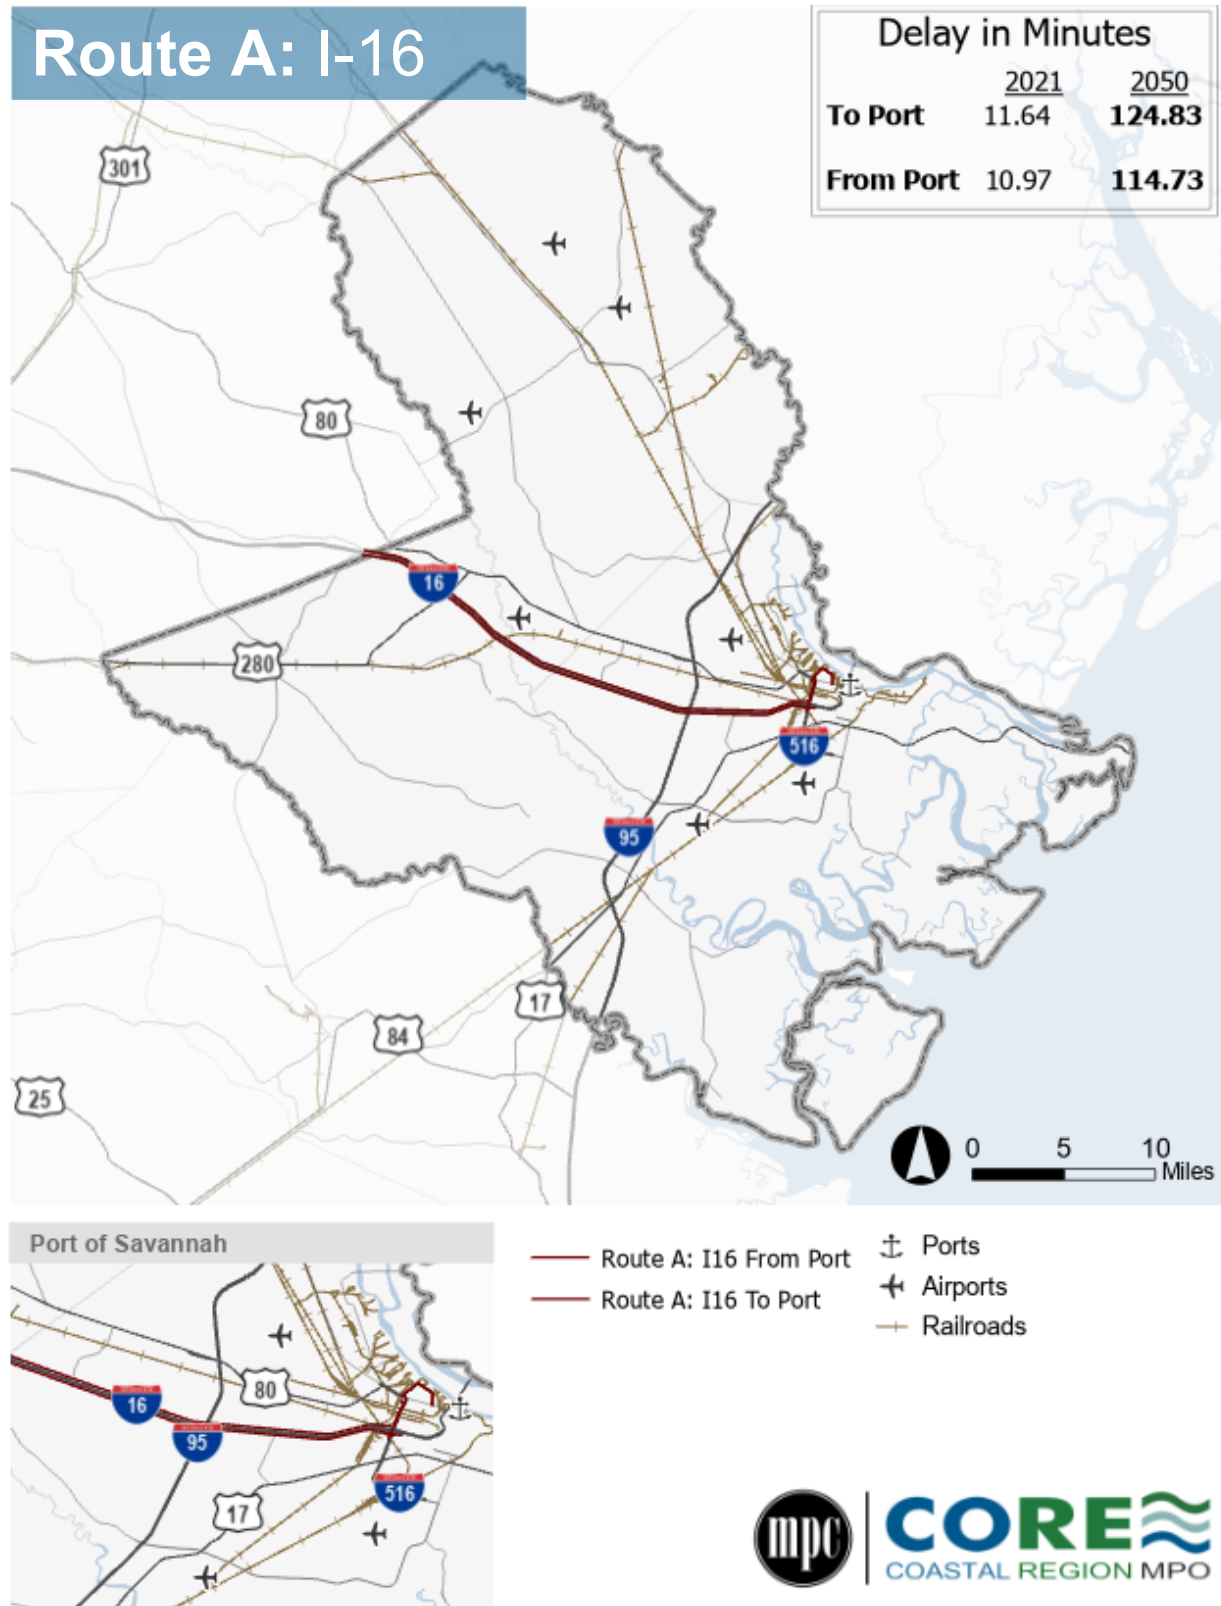 Route A: I-16
Delay in Minutes
2021 2050
To Port 11.64 124.83
From Port 10.97 114.73
301
80
16
280
516
95
17
84
25
0 5 10
Miles
Port of Savannah
80
16
95
17
516
Route A: I16 From Port
Route A: I16 To Port
Ports
Airports
Railroads
mpc
CORE
COASTAL REGION MPO